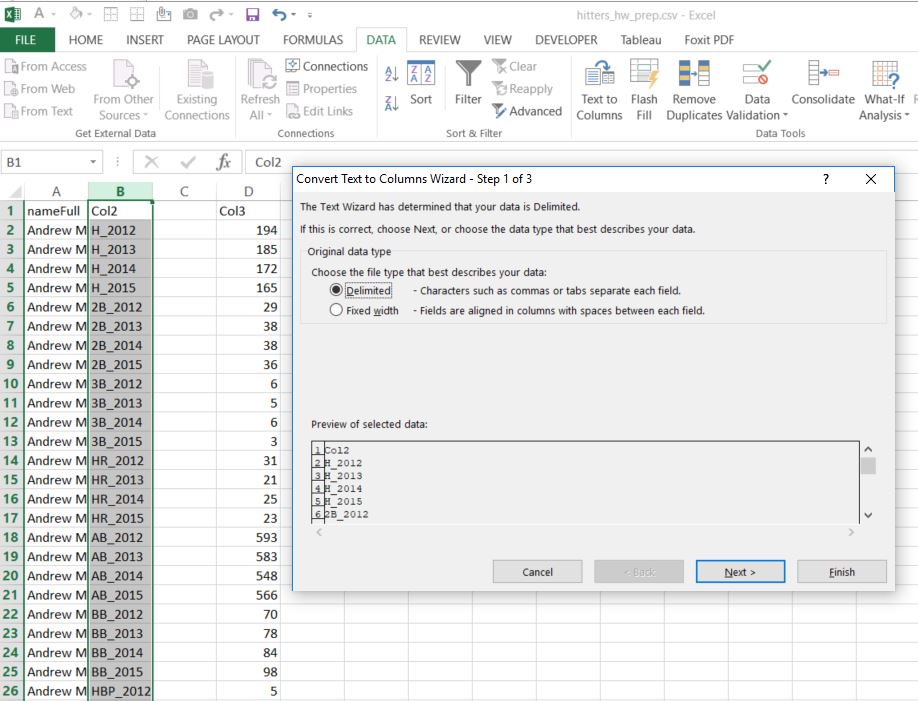 hitters_hw_prep.csv - Excel
FILE HOME INSERT PAGE LAYOUT FORMULAS DATA REVIEW VIEW DEVELOPER Tableau Foxit PDF
From Access
From Web
From Text
From Other
Sources
Existing
Connections
Get External Data
Refresh
All
Connections
Properties
Edit Links
Connections
Sort
Filter
Clear
Reapply
Advanced
Sort & Filter
Text to
Columns
Flash
Fill
Remove
Duplicates
Data
Validation
Consolidate
What-If
Analysis
Data Tools
B1 fx Col2
A B C D
1 nameFull Col2 Col3
2 Andrew M H_2012 194
3 Andrew M H_2013 185
4 Andrew M H_2014 172
5 Andrew M H_2015 165
6 Andrew M 2B_2012 29
7 Andrew M 2B_2013 38
8 Andrew M 2B_2014 38
9 Andrew M 2B_2015 36
10 Andrew M 3B_2012 6
11 Andrew M 3B_2013 5
12 Andrew M 3B_2014 6
13 Andrew M 3B_2015 3
14 Andrew M HR_2012 31
15 Andrew M HR_2013 21
16 Andrew M HR_2014 25
17 Andrew M HR_2015 23
18 Andrew M AB_2012 593
19 Andrew M AB_2013 583
20 Andrew M AB_2014 548
21 Andrew M AB_2015 566
22 Andrew M BB_2012 70
23 Andrew M BB_2013 78
24 Andrew M BB_2014 84
25 Andrew M BB_2015 98
26 Andrew M HBP_2012 5
Convert Text to Columns Wizard - Step 1 of 3 ?
The Text Wizard has determined that your data is Delimited.
If this is correct, choose Next, or choose the data type that best describes your data.
Original data type
Choose the file type that best describes your data:
Delimited - Characters such as commas or tabs separate each field.
Fixed width - Fields are aligned in columns with spaces between each field.
Preview of selected data:
1 Col2
2 H_2012
3 H_2013
4 H_2014
5 H_2015
6 2B_2012
Cancel < Back Next > Finish